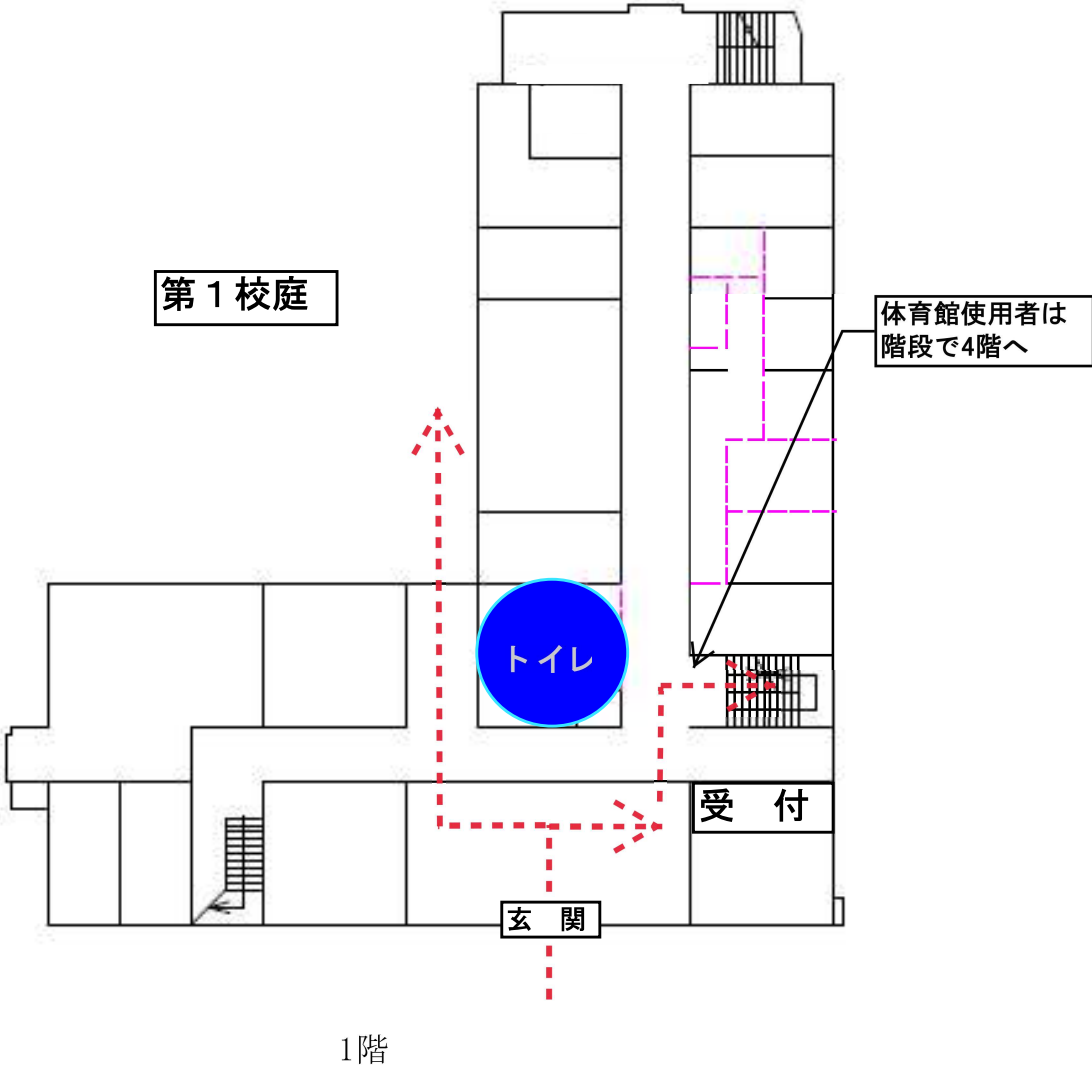 第１校庭
体育館使用者は
階段で4階へ
トイレ
受　付
玄　関
1階